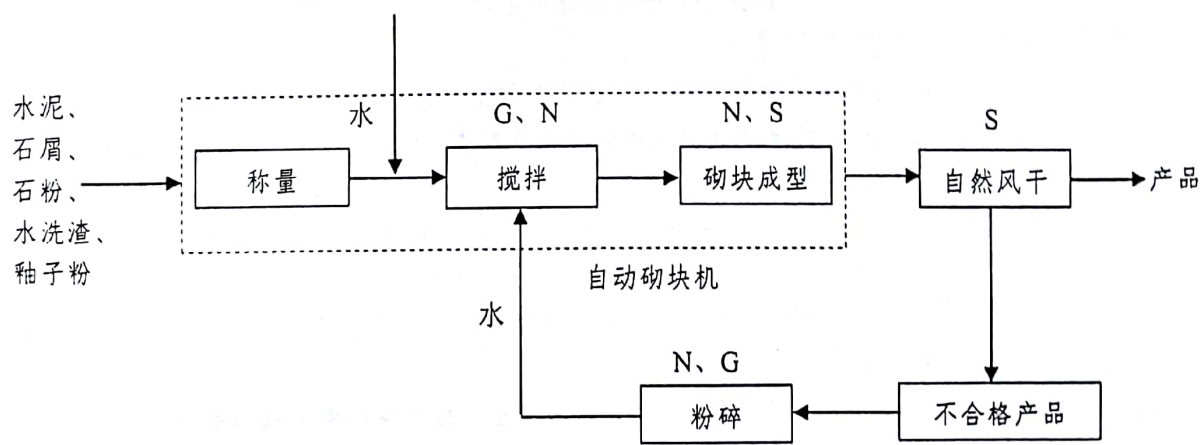 水泥、
石屑、
石粉、
水洗渣、
釉子粉
水
G、N
N、S
S
称量
搅拌
砌块成型
自然风干
产品
自动砌块机
水
N、G
粉碎
不合格产品